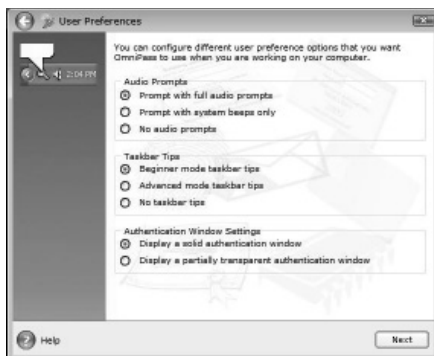 User Preferences
You can configure different user preference options that you want
OmniPass to use when you are working on your computer.
2:04 PM
Audio Prompts
Prompt with full audio prompts
Prompt with system beeps only
No audio prompts
Taskbar Tips
Beginner mode taskbar tips
Advanced mode taskbar tips
No taskbar tips
Authentication Window Settings
Display a solid authentication window
Display a partially transparent authentication window
Help
Next